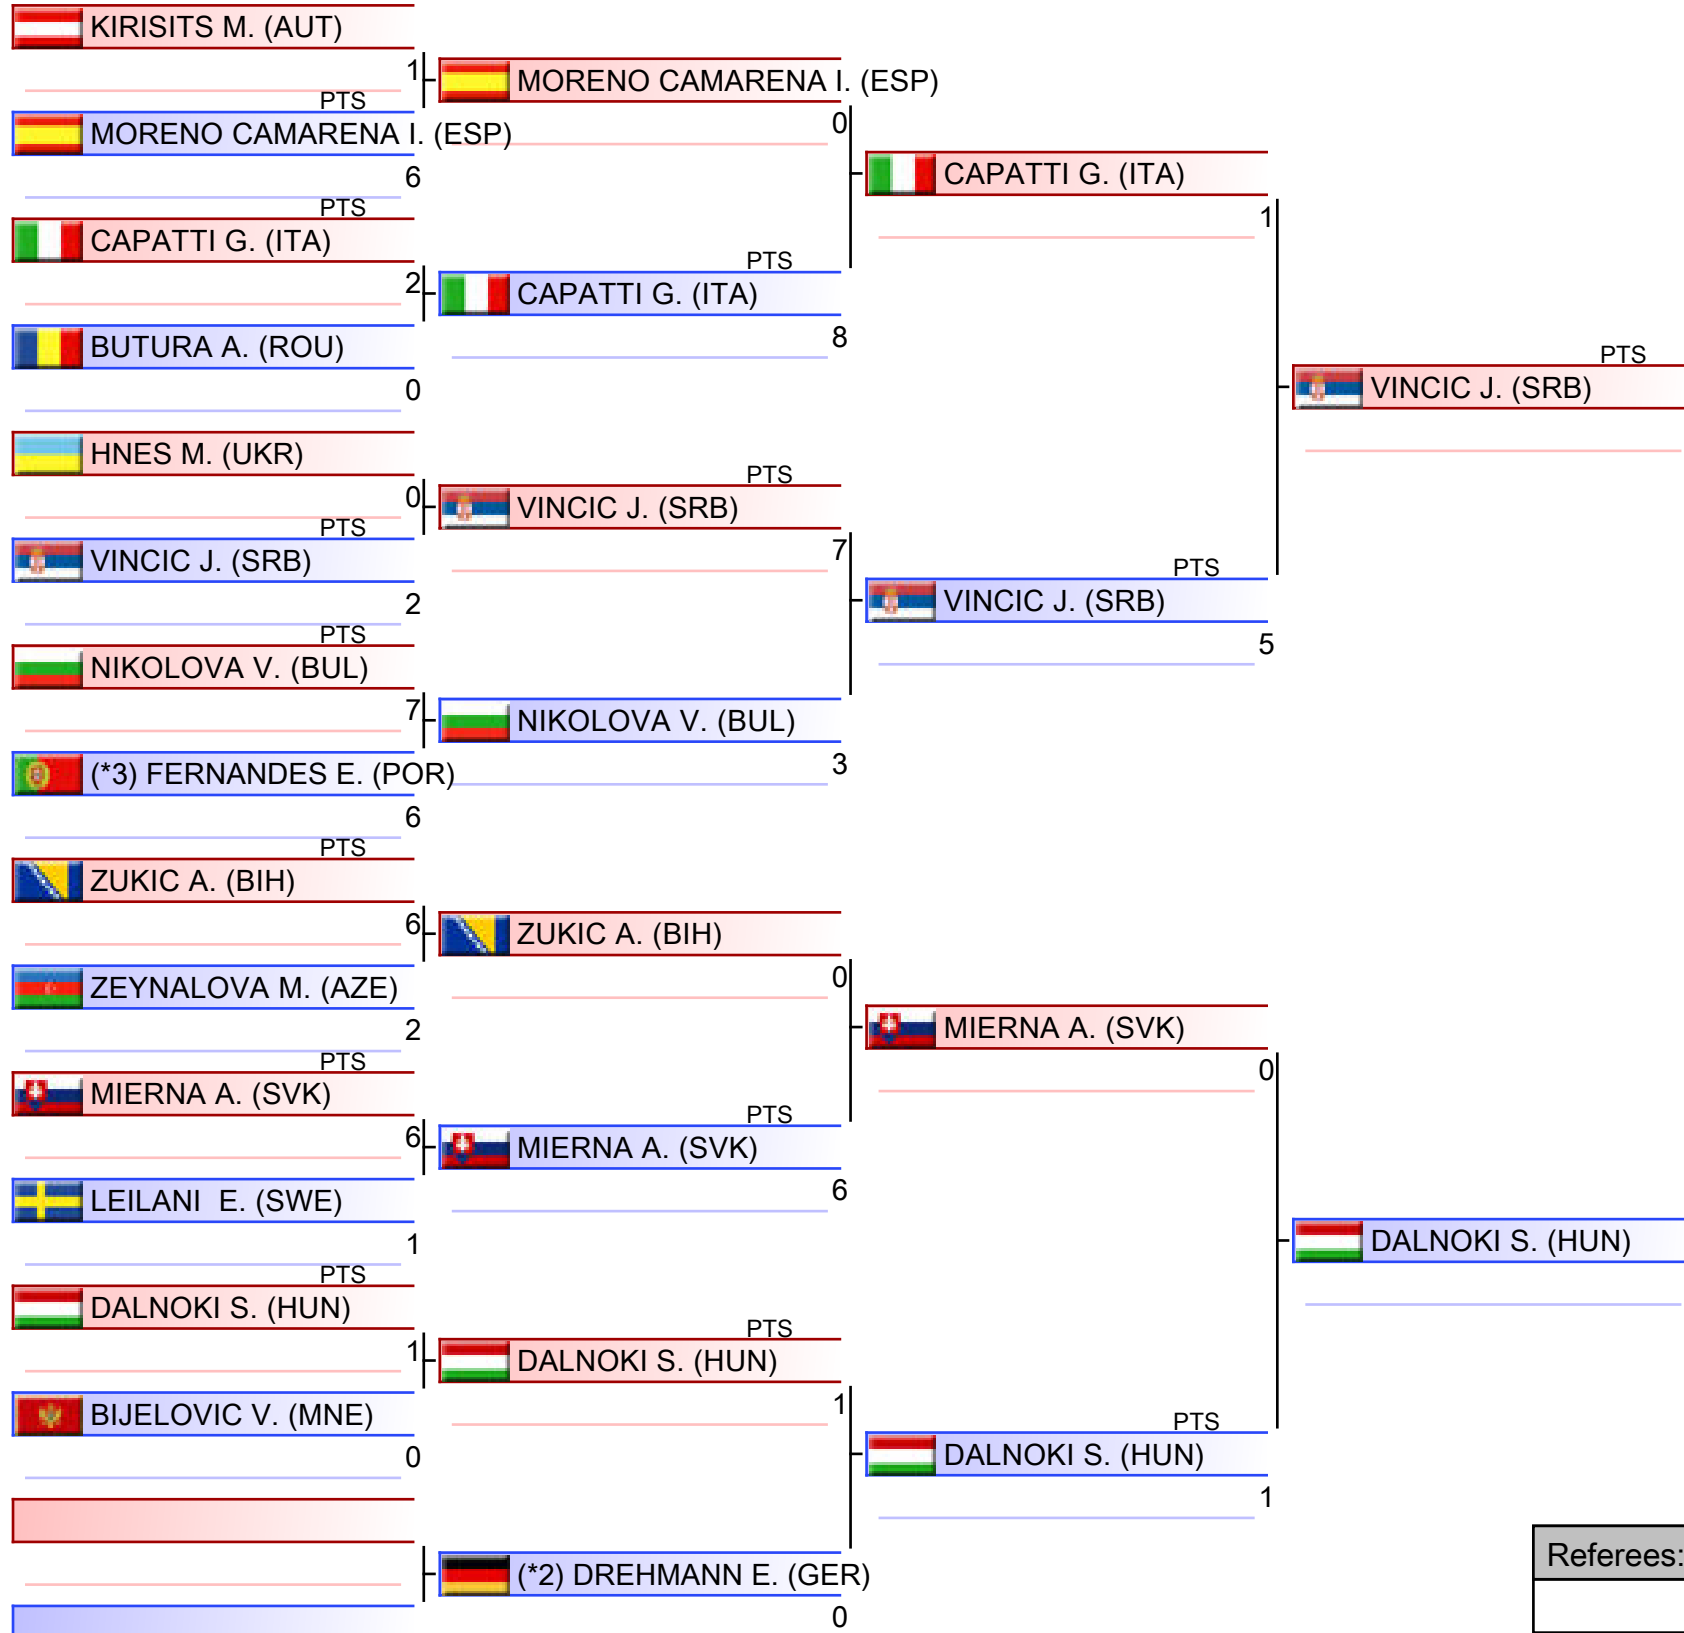 KIRISITS M. (AUT)
1
PTS
MORENO CAMARENA I. (ESP)
6
PTS
CAPATTI G. (ITA)
2
BUTURA A. (ROU)
0
HNES M. (UKR)
0
PTS
VINCIC J. (SRB)
2
PTS
NIKOLOVA V. (BUL)
7
(*3) FERNANDES E. (POR)
6
PTS
ZUKIC A. (BIH)
6
ZEYNALOVA M. (AZE)
2
PTS
MIERNA A. (SVK)
6
LEILANI  E. (SWE)
1
PTS
DALNOKI S. (HUN)
1
BIJELOVIC V. (MNE)
0
MORENO CAMARENA I. (ESP)
0
PTS
CAPATTI G. (ITA)
8
PTS
VINCIC J. (SRB)
7
NIKOLOVA V. (BUL)
3
ZUKIC A. (BIH)
0
PTS
MIERNA A. (SVK)
6
PTS
DALNOKI S. (HUN)
1
(*2) DREHMANN E. (GER)
0
CAPATTI G. (ITA)
1
PTS
VINCIC J. (SRB)
5
MIERNA A. (SVK)
0
PTS
DALNOKI S. (HUN)
1
PTS
VINCIC J. (SRB)
DALNOKI S. (HUN)
Referees: